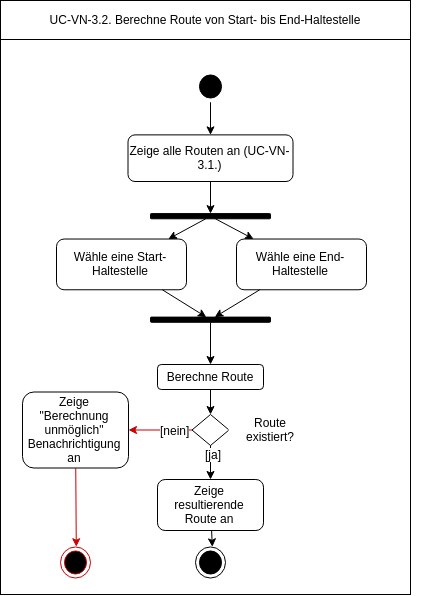 UC-VN-3.2. Berechne Route von Start- bis End-Haltestelle
Zeige alle Routen an (UC-VN-
3.1.)
Wähle eine Start-
Haltestelle
Wähle eine End-
Haltestelle
Berechne Route
Zeige
"Berechnung
unmöglich"
Benachrichtigung
an
[nein]
Route
existiert?
[ja]
Zeige
resultierende
Route an